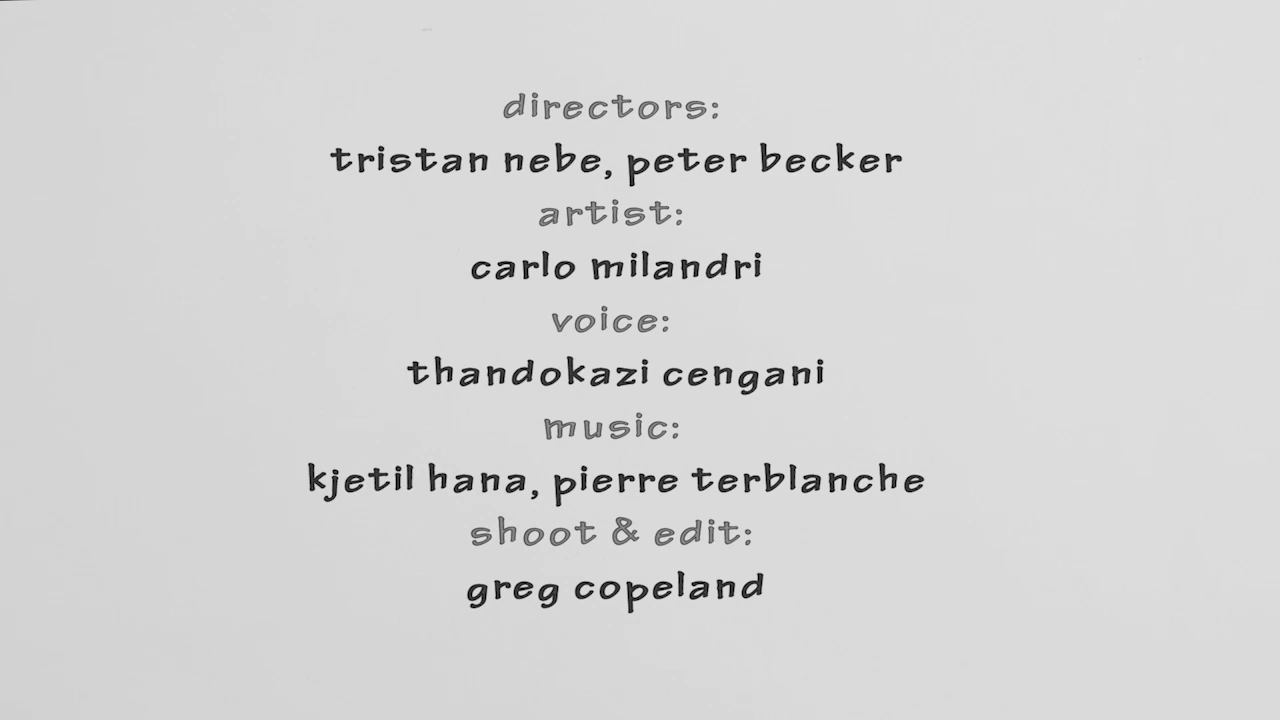 directors:
tristan nebe, peter becker
artist:
carlo milandri
voice:
thandokazi cengani
music:
kjetil hana, pierre terblanche
shoot & edit:
greg copeland